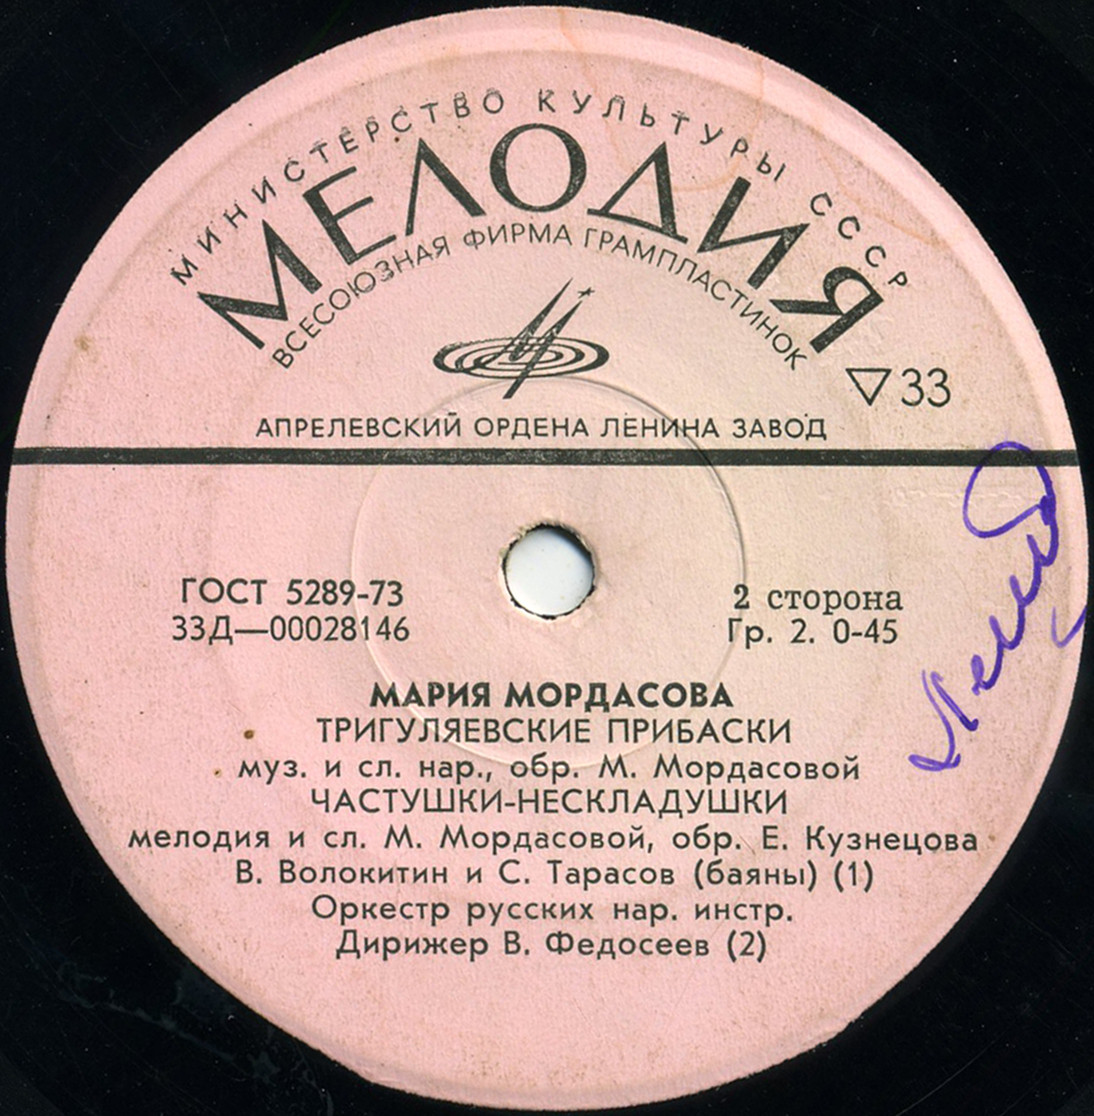 МИНИСТЕРСТВО КУЛЬТУРЫ СССР
МЕЛОДИЯ
ВСЕСОЮЗНАЯ ФИРМА ГРАМПЛАСТИНОК
33
АПРЕЛЕВСКИЙ ОРДЕНА ЛЕНИНА ЗАВОД
ГОСТ 5289-73
33Д—00028146
2 сторона
Гр. 2. 0-45
МАРИЯ МОРДАСОВА
ТРИГУЛЯЕВСКИЕ ПРИБАСКИ
муз. и сл. нар., обр. М. Мордасовой
ЧАСТУШКИ-НЕСКЛАДУШКИ
мелодия и сл. М. Мордасовой, обр. Е. Кузнецова
В. Волокитин и С. Тарасов (баяны) (1)
Оркестр русских нар. инстр.
Дирижер В. Федосеев (2)